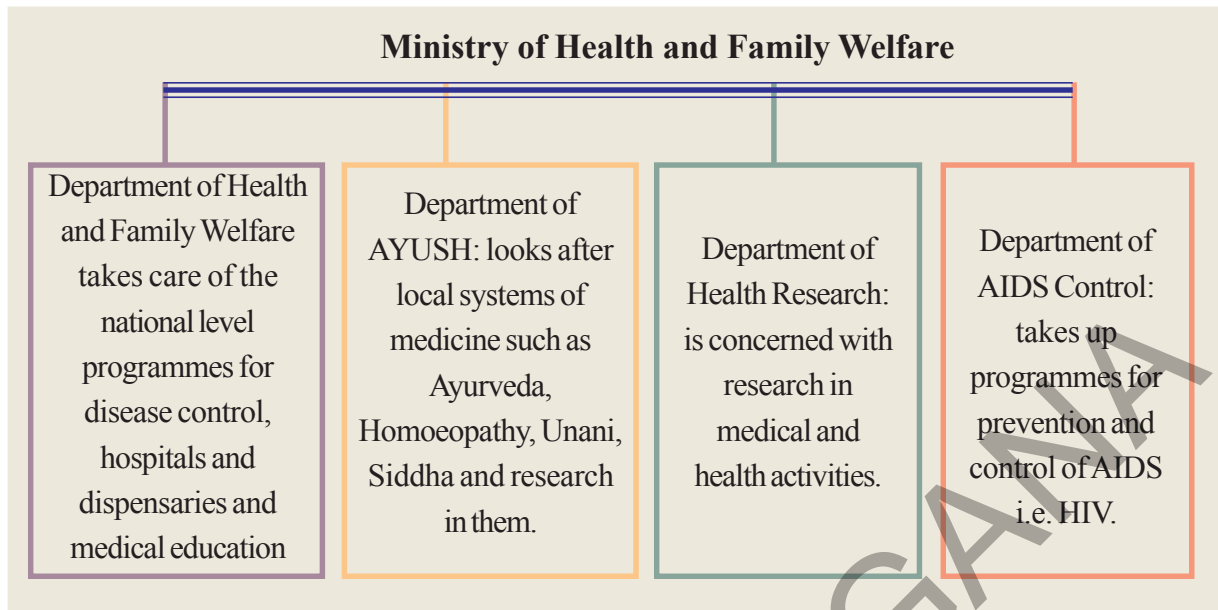 Ministry of Health and Family Welfare
Department of Health
and Family Welfare
takes care of the
national level
programmes for
disease control,
hospitals and
dispensaries and
medical education
Department of
AYUSH: looks after
local systems of
medicine such as
Ayurveda,
Homoeopathy, Unani,
Siddha and research
in them.
Department of
Health Research:
is concerned with
research in
medical and
health activities.
Department of
AIDS Control:
takes up
programmes for
prevention and
control of AIDS
i.e. HIV.
GANA